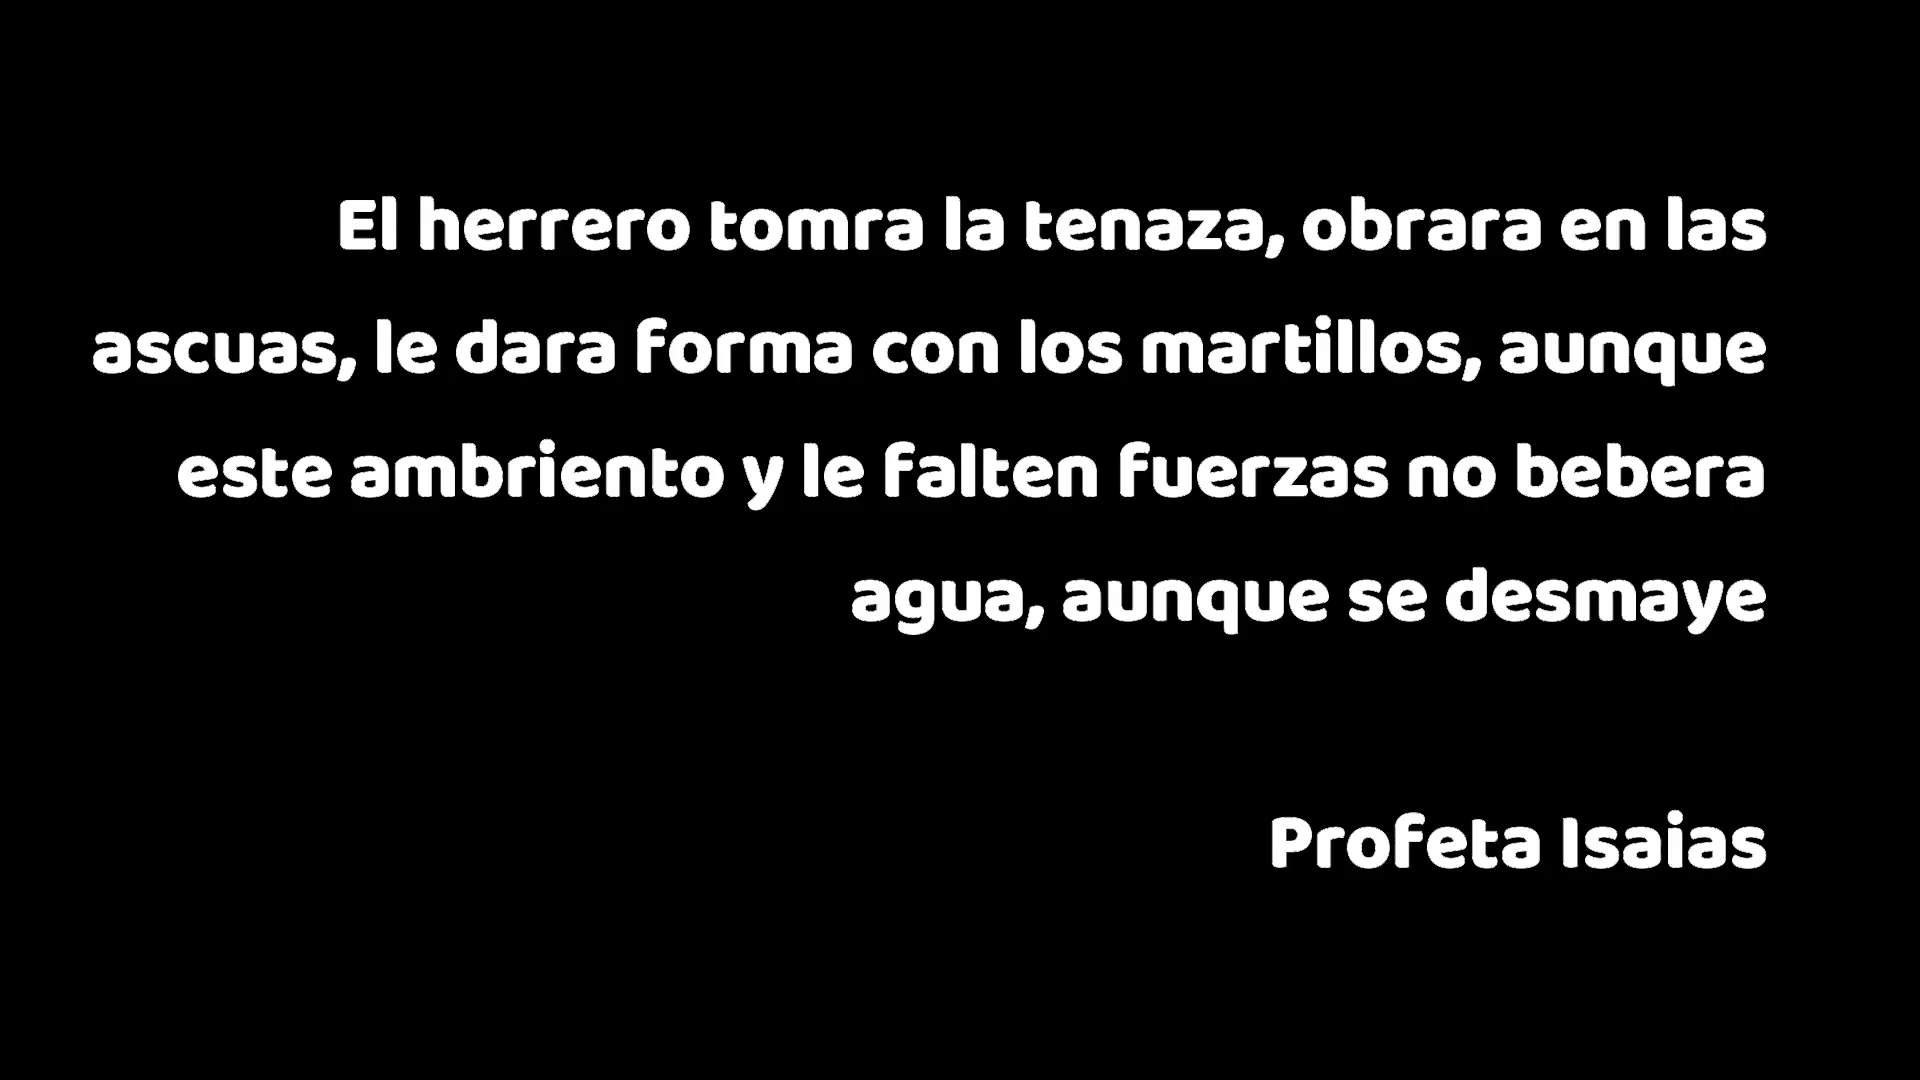 El herrero tomra la tenaza, obrara en las
ascuas, le dara forma con los martillos, aunque
este ambriento y le falten fuerzas no bebera
agua, aunque se desmaye
Profeta Isaias